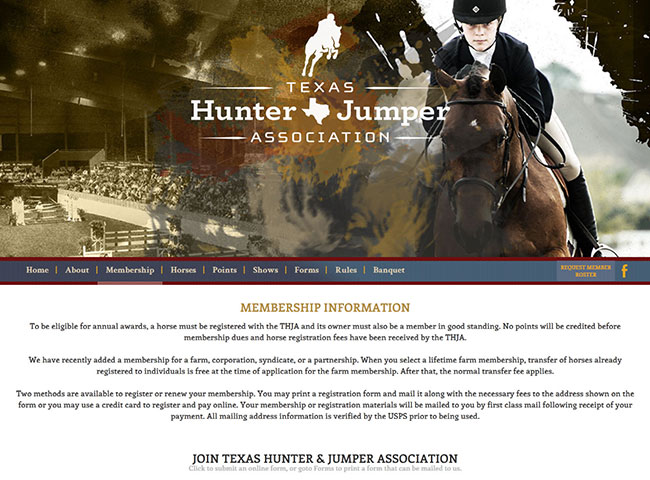 TEXAS
Hunter Jumper
ASSOCIATION
Home | About | Membership | Horses | Points | Shows | Forms | Rules | Banquet
REQUEST MEMBER
ROSTER
f
MEMBERSHIP INFORMATION
To be eligible for annual awards, a horse must be registered with the THJA and its owner must also be a member in good standing. No points will be credited before
membership dues and horse registration fees have been received by the THJA.
We have recently added a membership for a farm, corporation, syndicate, or a partnership. When you select a lifetime farm membership, transfer of horses already
registered to individuals is free at the time of application for the farm membership. After that, the normal transfer fee applies.
Two methods are available to register or renew your membership. You may print a registration form and mail it along with the necessary fees to the address shown on
the form or you may use a credit card to register and pay online. Your membership or registration materials will be mailed to you by first class mail following receipt of your
payment. All mailing address information is verified by the USPS prior to being used.
JOIN TEXAS HUNTER & JUMPER ASSOCIATION
Click to submit an online form, or goto Forms to print a form that can be mailed to us.